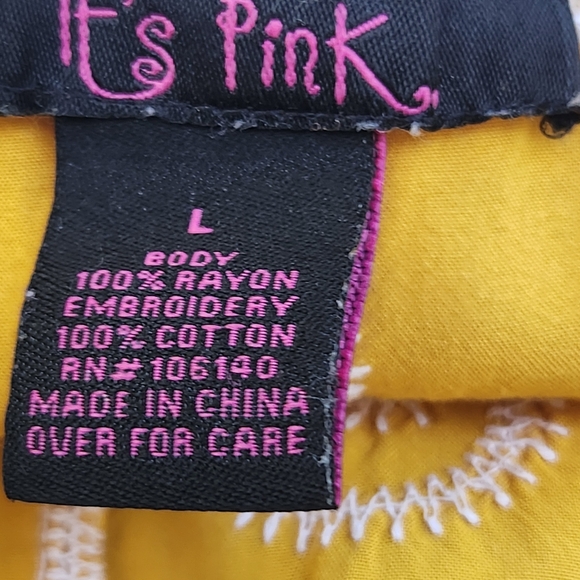 It's Pink
L
BODY
100% RAYON
EMBROIDERY
100% COTTON
RN# 106140
MADE IN CHINA
OVER FOR CARE